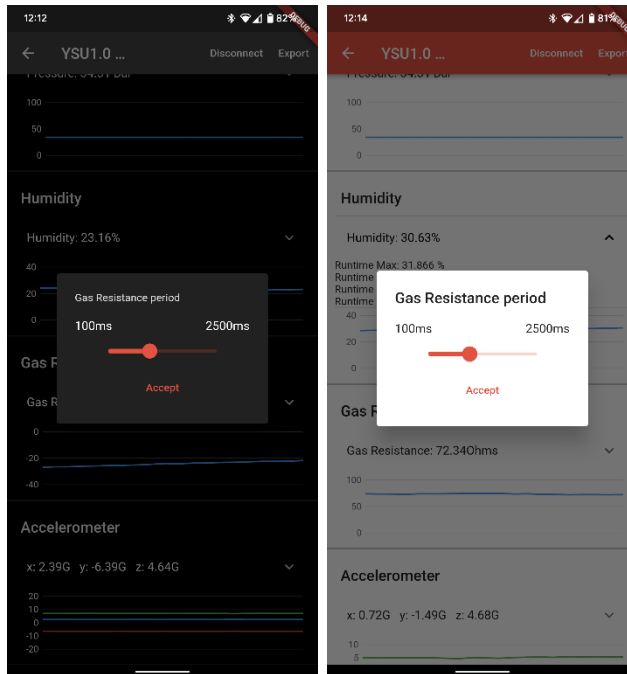 12:12
82%
DEBUG
YSU1.0 ...
Disconnect
Export
100
50
0
Humidity
Humidity: 23.16%
40
20
0
Gas Resistance period
100ms
2500ms
Accept
Gas
Gas
0
-20
-40
Accelerometer
x: 2.39G y: -6.39G z: 4.64G
20
10
0
-10
-20
12:14
81%
DEBUG
YSU1.0 ...
Disconnect
Export
100
50
0
Humidity
Humidity: 30.63%
Runtime Max: 31.866 %
Runtime
Runtime
Runtime
40
20
0
Gas Resistance period
100ms
2500ms
Accept
Gas
Gas Resistance: 72.34Ohms
100
50
0
Accelerometer
x: 0.72G y: -1.49G z: 4.68G
10
5